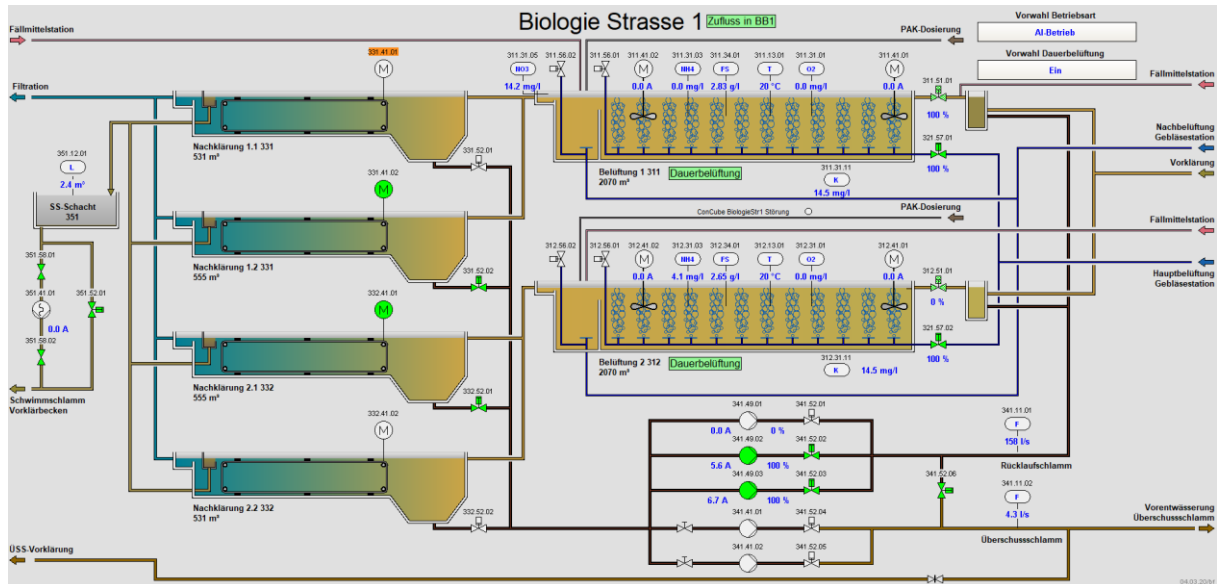 Biologie Strasse 1
Zufluss in BB1
Vorwahl Betriebsart
AI-Betrieb
Vorwahl Dauerbelüftung
Ein
Fällmittelstation
PAK-Dosierung
Fällmittelstation
331.41.01
M
311.31.05
NO3
14.2 mg/l
311.56.02
311.56.01
311.41.02
M
0.0 A
311.31.03
NH4
0.0 mg/l
311.34.01
FS
2.83 g/l
311.13.01
T
20 °C
311.31.01
O2
0.0 mg/l
311.41.01
M
0.0 A
311.51.01
100 %
Filtration
Nachbelüftung
Gebläsestation
321.57.01
100 %
Vorklärung
Nachklärung 1.1 331
531 m³
331.52.01
Belüftung 1 311
2070 m³
Dauerbelüftung
311.31.11
K
14.5 mg/l
351.12.01
L
2.4 m³
SS-Schacht
351
331.41.02
M
ConCube BiologieStr1 Störung
PAK-Dosierung
Fällmittelstation
Nachklärung 1.2 331
555 m³
331.52.02
312.56.02
312.56.01
312.41.02
M
0.0 A
312.31.03
NH4
4.1 mg/l
312.34.01
FS
2.65 g/l
312.13.01
T
20 °C
312.31.01
O2
0.0 mg/l
312.41.01
M
0.0 A
312.51.01
0 %
Hauptbelüftung
Gebläsestation
351.58.01
351.41.01
0.0 A
351.52.01
351.58.02
332.41.01
M
321.57.02
100 %
Nachklärung 2.1 332
555 m³
332.52.01
Belüftung 2 312
2070 m³
Dauerbelüftung
312.31.11
K
14.5 mg/l
Schwimmschlamm
Vorklärbecken
332.41.02
M
341.49.01
0.0 A
0 %
341.52.01
341.49.02
5.6 A
100 %
341.52.02
341.49.03
6.7 A
100 %
341.52.03
341.11.01
F
158 l/s
Rücklaufschlamm
341.52.06
341.11.02
F
4.3 l/s
Überschussschlamm
Nachklärung 2.2 332
531 m³
332.52.02
341.41.01
341.52.04
341.41.02
341.52.05
Vorentwässerung
Überschussschlamm
ÜSS-Vorklärung